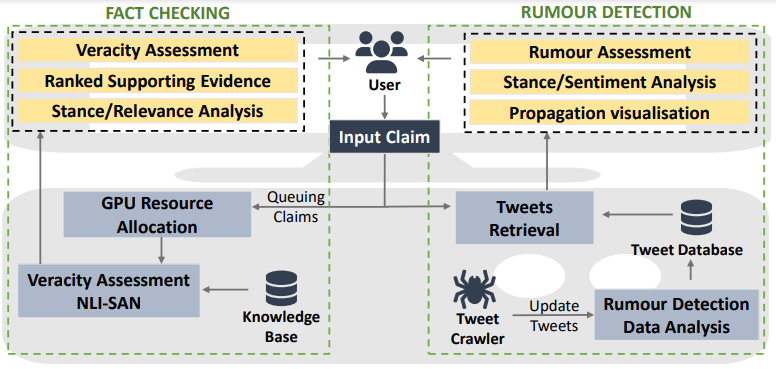 FACT CHECKING
RUMOUR DETECTION
Veracity Assessment
Ranked Supporting Evidence
Stance/Relevance Analysis
User
Rumour Assessment
Stance/Sentiment Analysis
Propagation visualisation
Input Claim
GPU Resource
Allocation
Queuing
Claims
Tweets
Retrieval
Tweet Database
Veracity Assessment
NLI-SAN
Knowledge
Base
Tweet
Crawler
Update
Tweets
Rumour Detection
Data Analysis